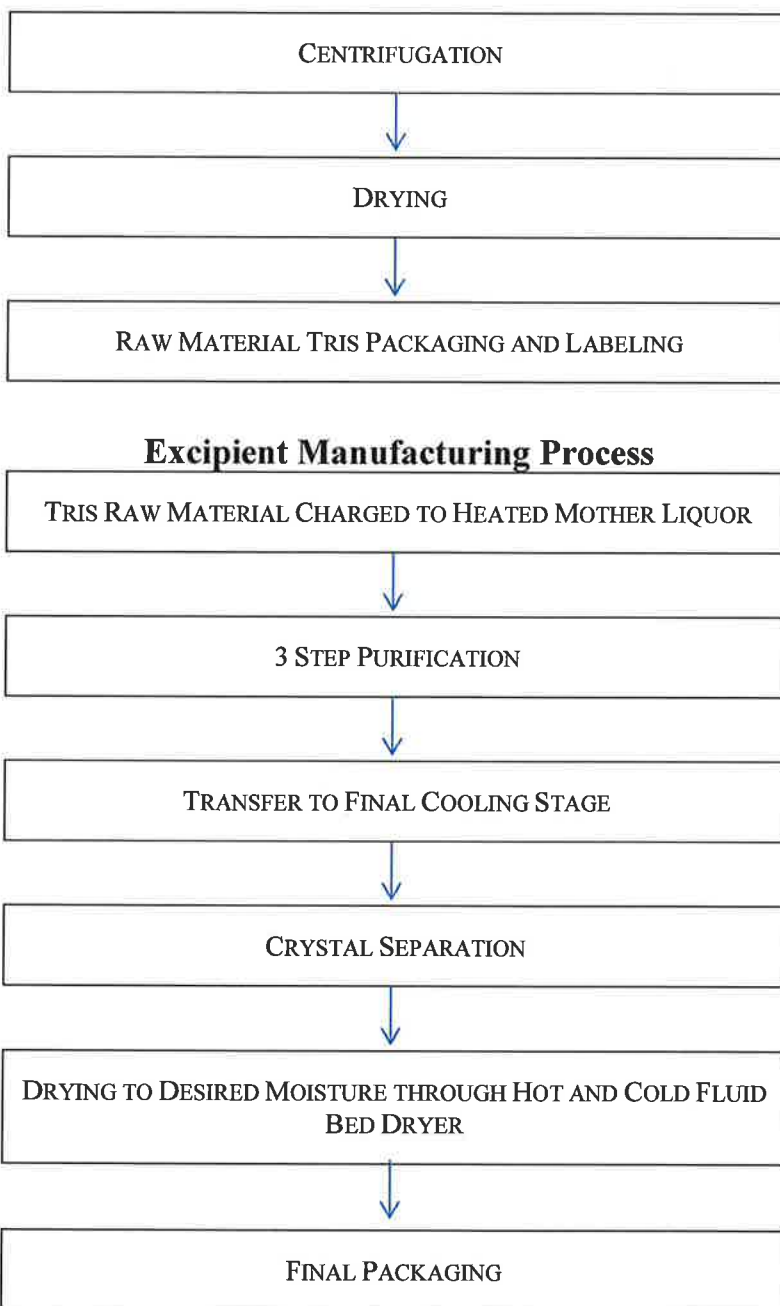 CENTRIFUGATION
DRYING
RAW MATERIAL TRIS PACKAGING AND LABELING
Excipient Manufacturing Process
TRIS RAW MATERIAL CHARGED TO HEATED MOTHER LIQUOR
3 STEP PURIFICATION
TRANSFER TO FINAL COOLING STAGE
CRYSTAL SEPARATION
DRYING TO DESIRED MOISTURE THROUGH HOT AND COLD FLUID
BED DRYER
FINAL PACKAGING